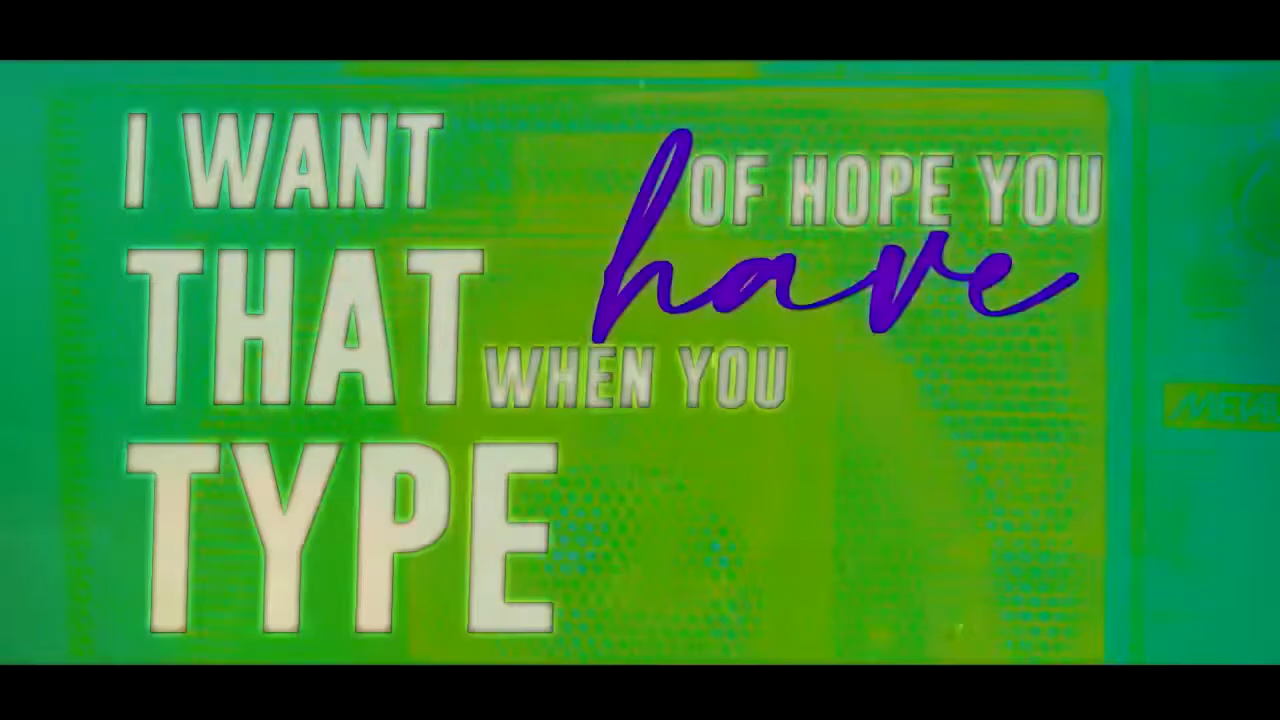 I WANT
THAT
TYPE
OF HOPE YOU
have
WHEN YOU